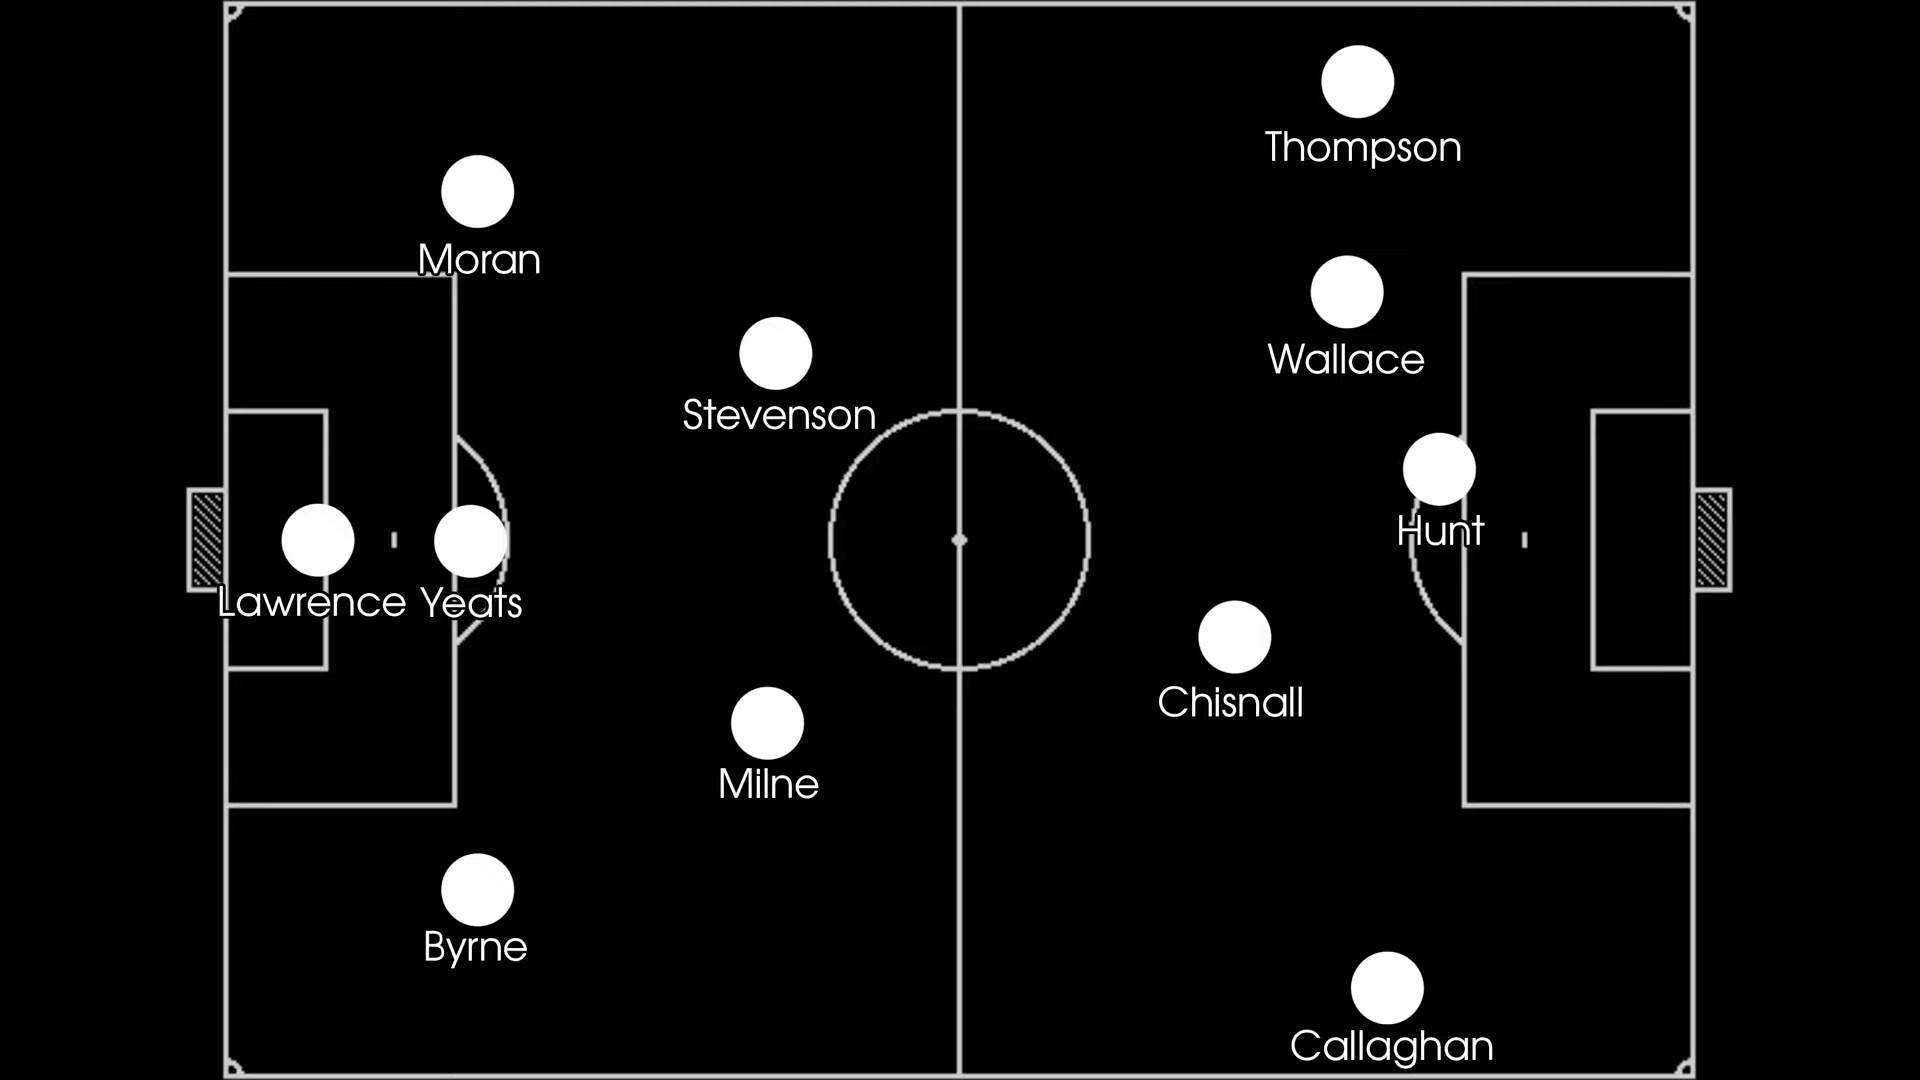 Thompson
Moran
Wallace
Stevenson
Hunt
Lawrence
Yeats
Chisnall
Milne
Byrne
Callaghan